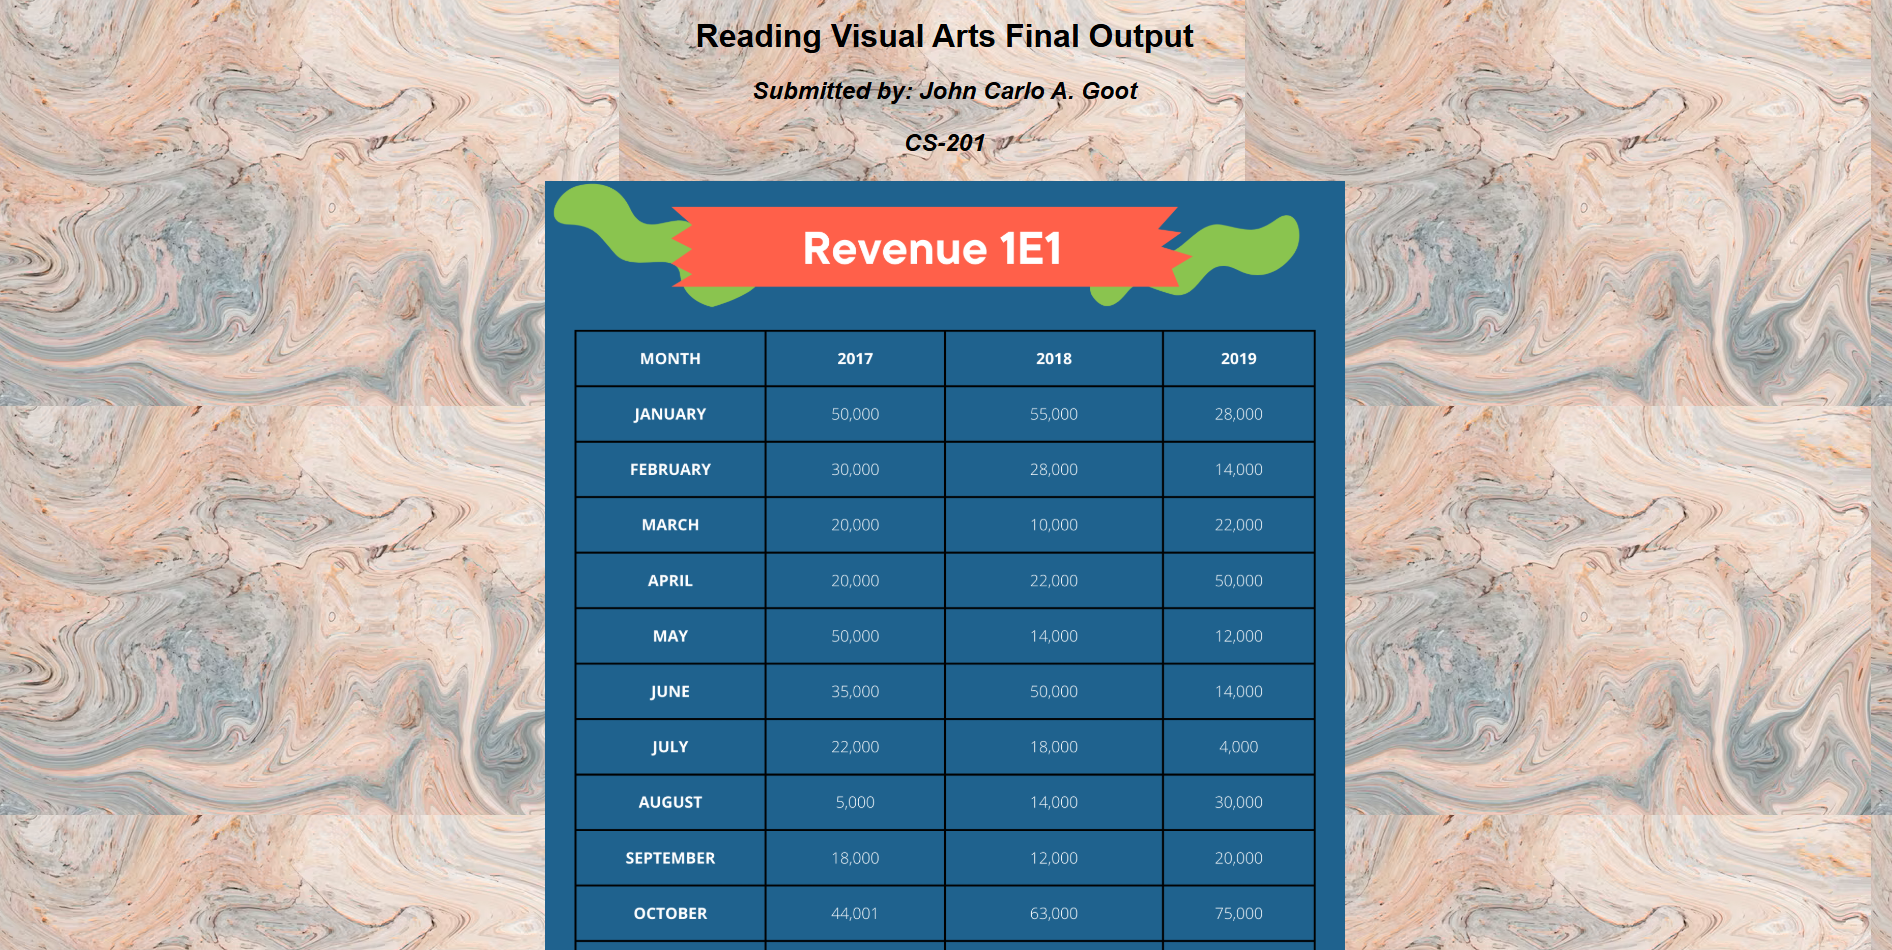 Reading Visual Arts Final Output
Submitted by: John Carlo A. Goot
CS-201
Revenue 1E1
MONTH 2017 2018 2019
JANUARY 50,000 55,000 28,000
FEBRUARY 30,000 28,000 14,000
MARCH 20,000 10,000 22,000
APRIL 20,000 22,000 50,000
MAY 50,000 14,000 12,000
JUNE 35,000 50,000 14,000
JULY 22,000 18,000 4,000
AUGUST 5,000 14,000 30,000
SEPTEMBER 18,000 12,000 20,000
OCTOBER 44,001 63,000 75,000